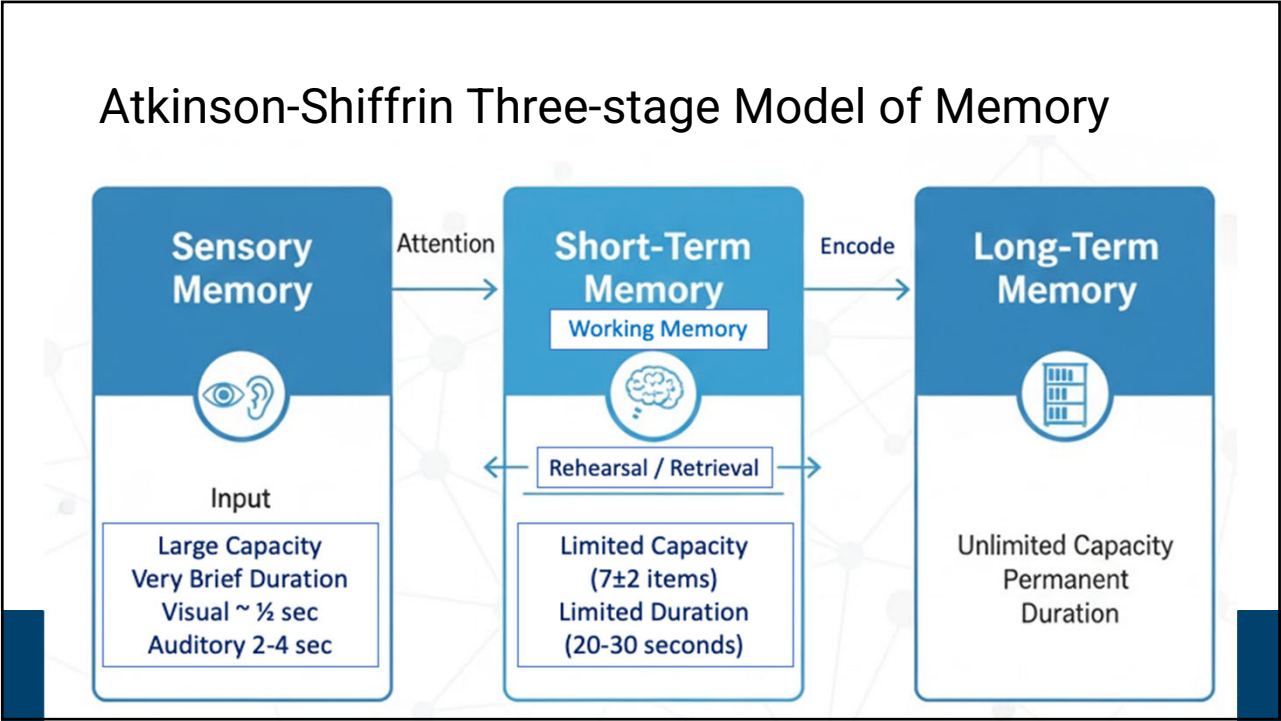 Atkinson-Shiffrin Three-stage Model of Memory
Sensory
Memory
Input
Large Capacity
Very Brief Duration
Visual ~ ½ sec
Auditory 2-4 sec
Attention
Short-Term
Memory
Working Memory
Rehearsal / Retrieval
Limited Capacity
(7±2 items)
Limited Duration
(20-30 seconds)
Encode
Long-Term
Memory
Unlimited Capacity
Permanent
Duration